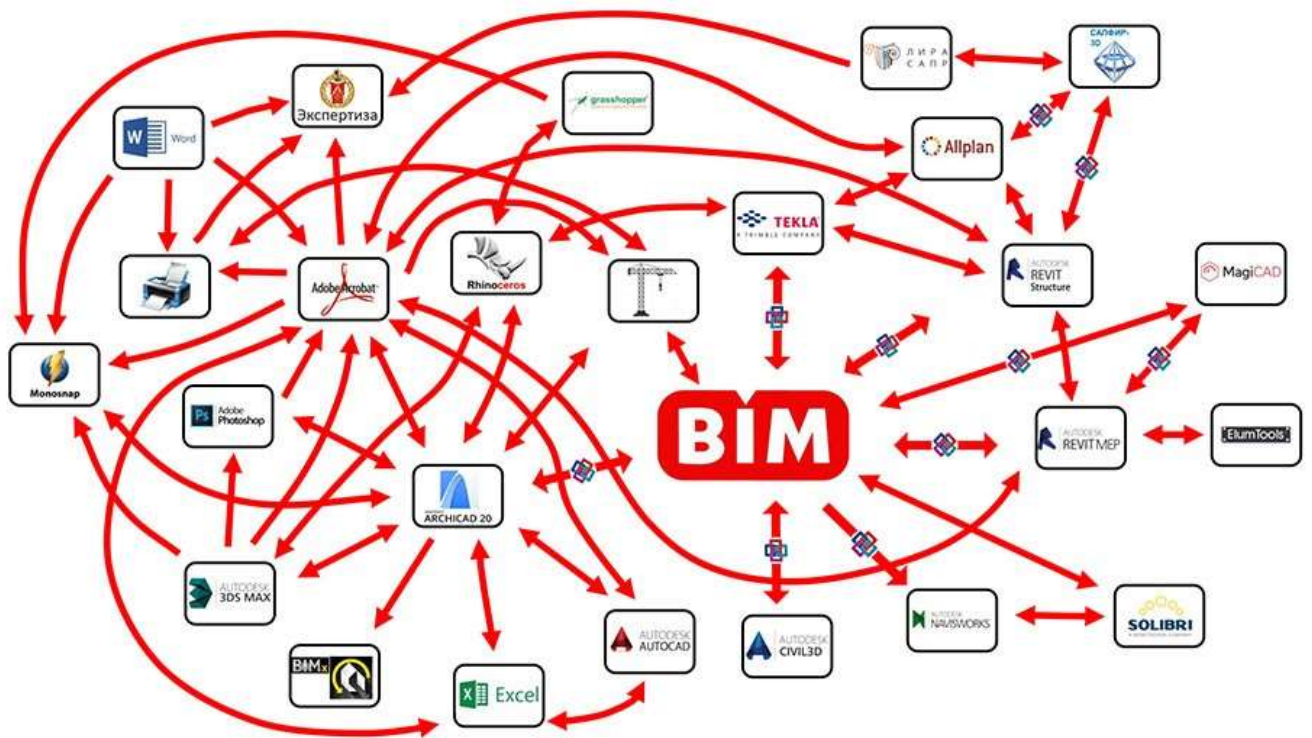 ЛИРА
САПР
САПФИР-
3D
Экспертиза
grasshopper
W Word
Allplan
TEKLA
A TRIMBLE COMPANY
Rhinoceros
Adobe Acrobat
AUTODESK
REVIT
Structure
MagiCAD
Monosnap
Ps Adobe
Photoshop
BIM
AUTODESK
REVIT MEP
ElumTools
ARCHICAD 20
AUTODESK
3DS MAX
AUTODESK
NAVISWORKS
SOLIBRI
AUTODESK
AUTOCAD
AUTODESK
CIVIL3D
BIMx
X Excel